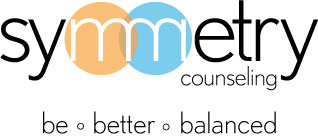 symmetry
counseling
be ∘ better ∘ balanced